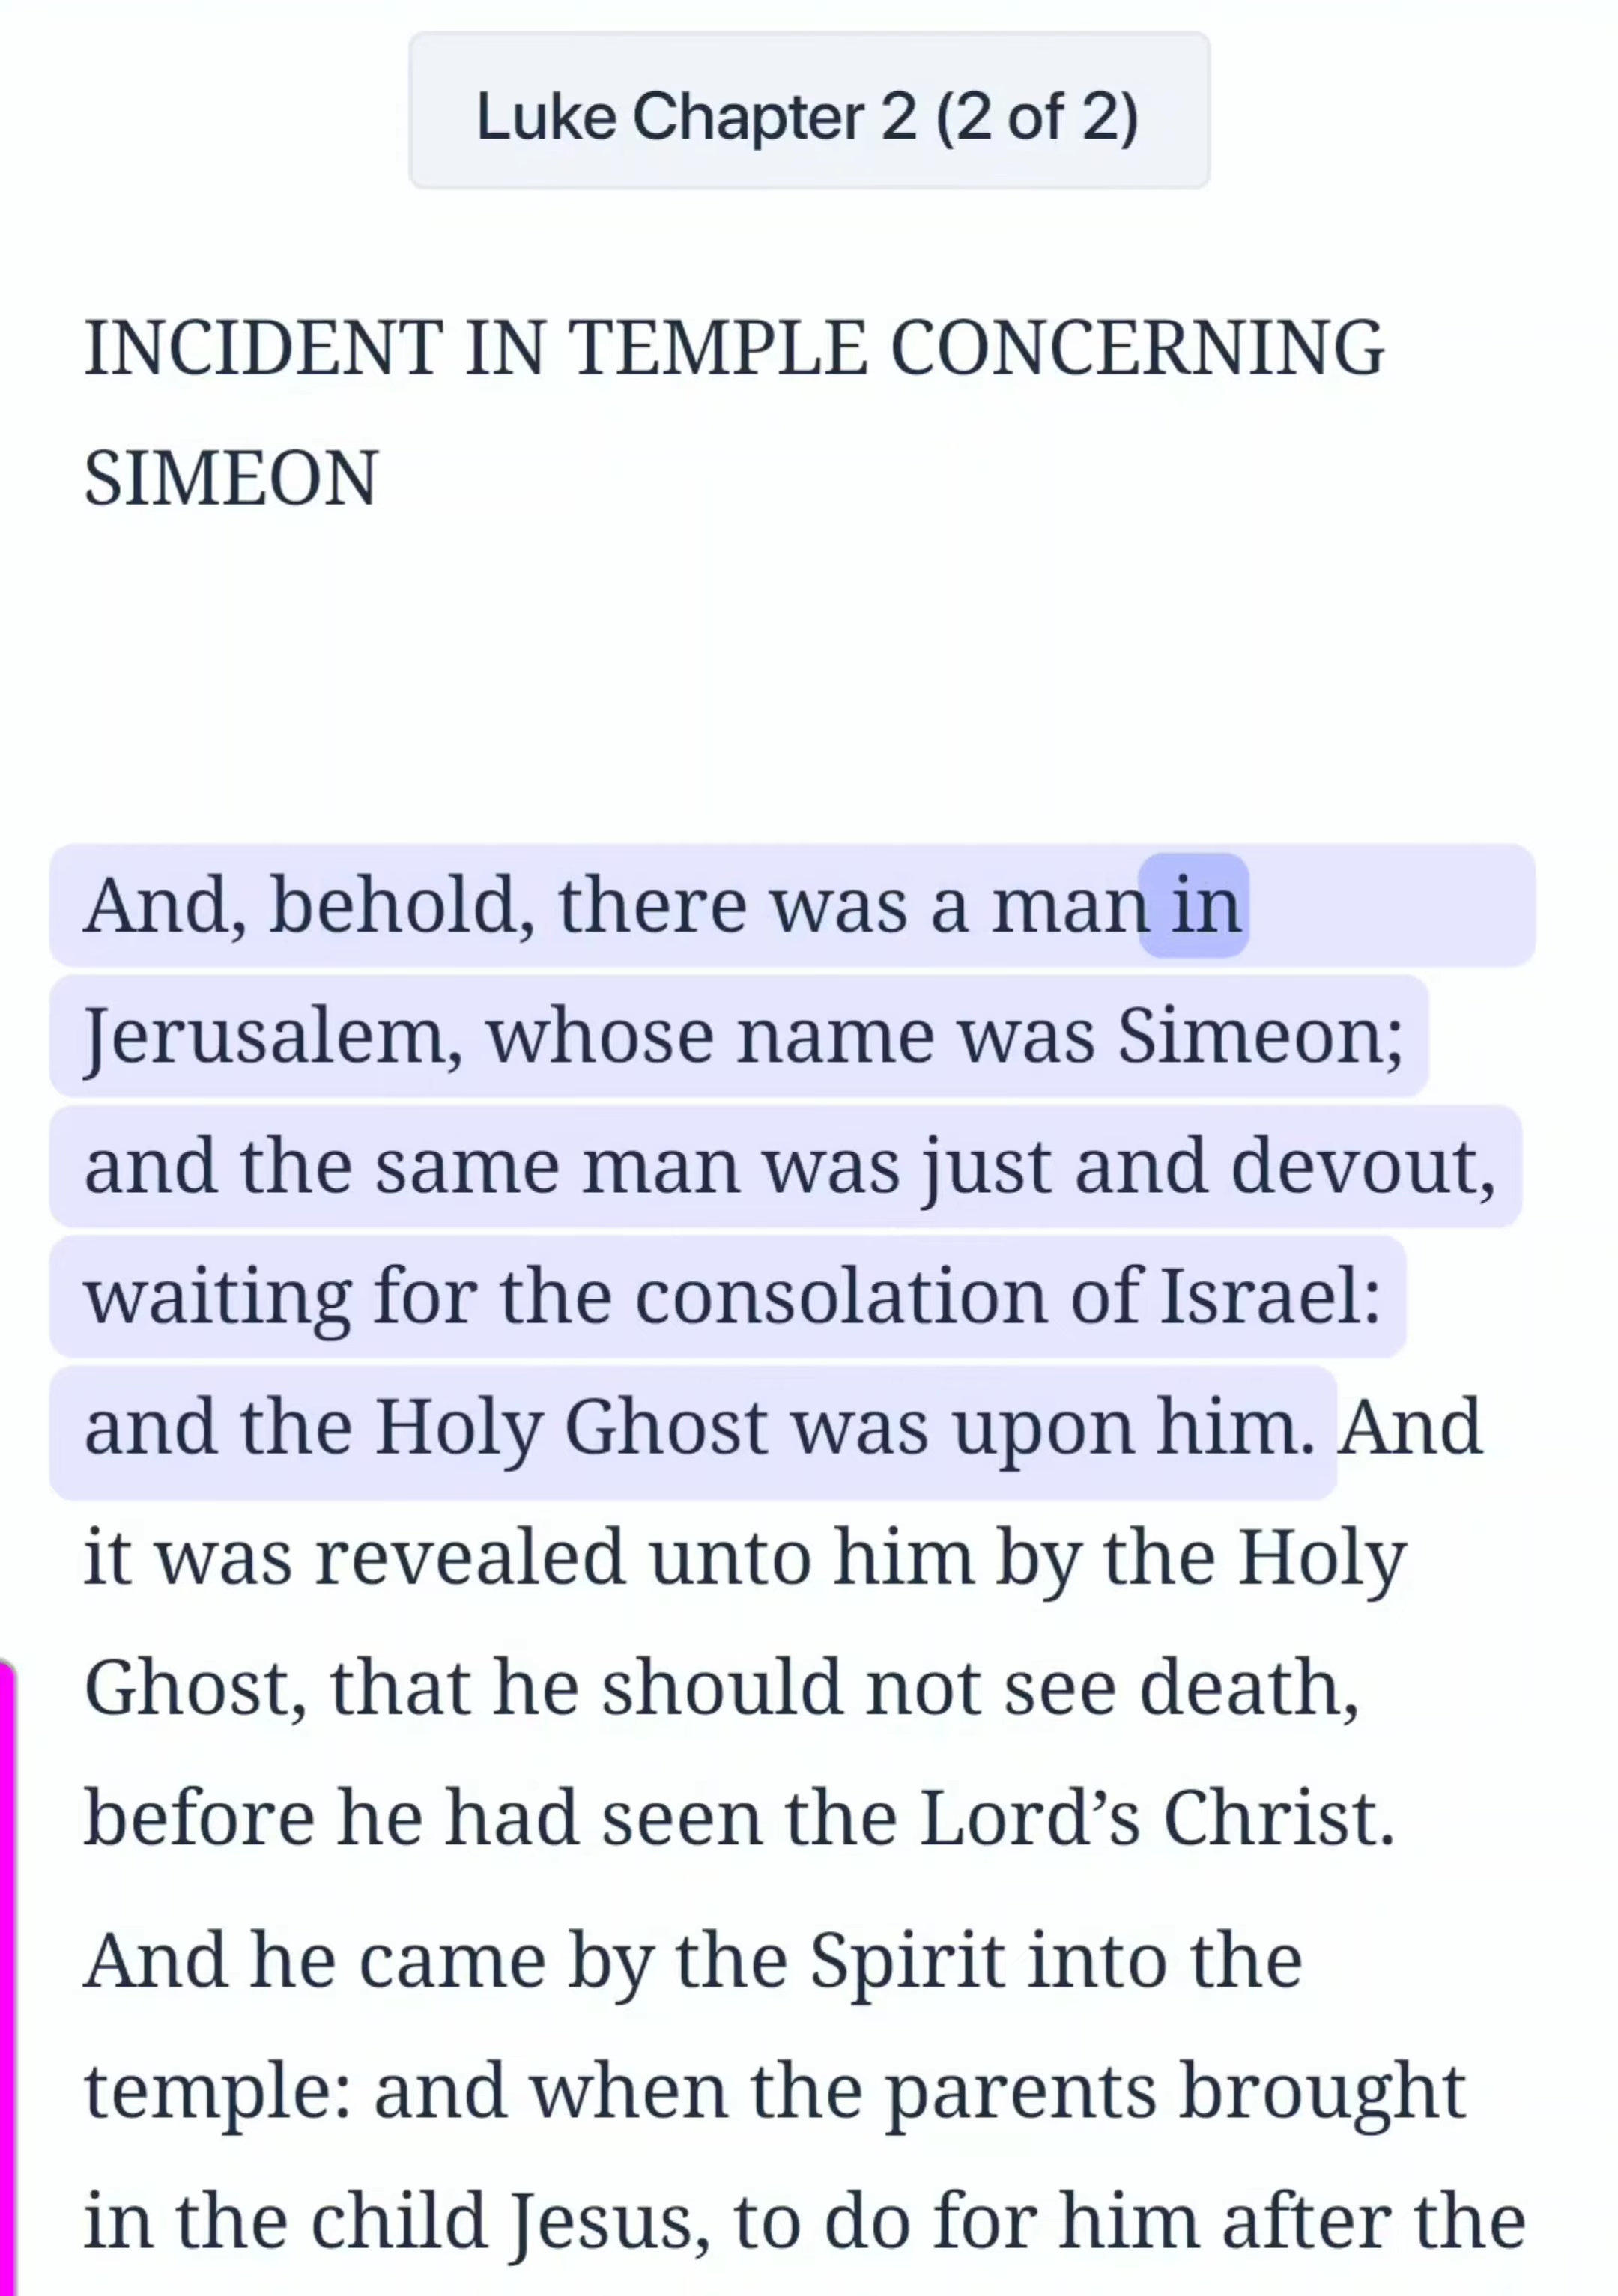 Luke Chapter 2 (2 of 2)
INCIDENT IN TEMPLE CONCERNING
SIMEON
And, behold, there was a man in
Jerusalem, whose name was Simeon;
and the same man was just and devout,
waiting for the consolation of Israel:
and the Holy Ghost was upon him. And
it was revealed unto him by the Holy
Ghost, that he should not see death,
before he had seen the Lord’s Christ.
And he came by the Spirit into the
temple: and when the parents brought
in the child Jesus, to do for him after the